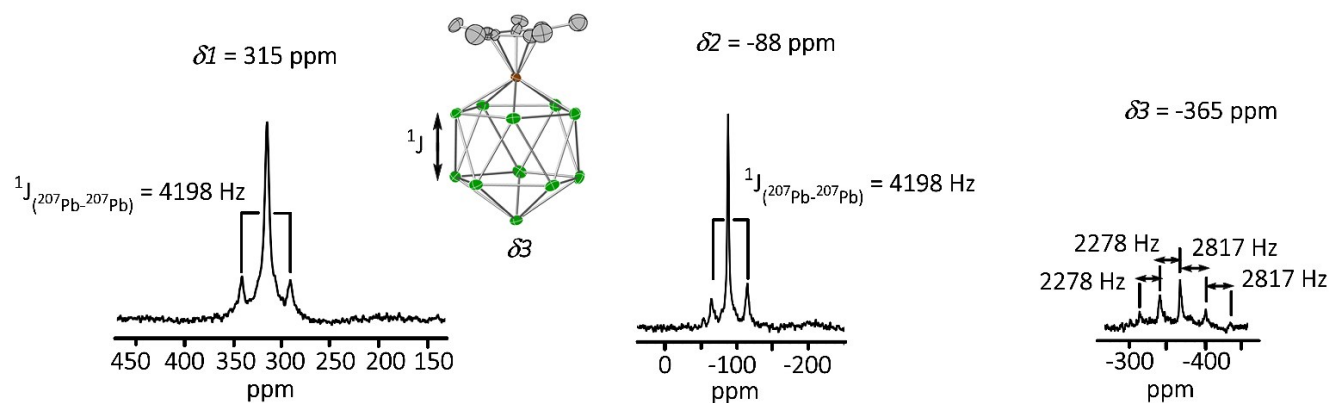 δ1 = 315 ppm
¹J(²⁰⁷Pb-²⁰⁷Pb) = 4198 Hz
450 400 350 300 250 200 150
ppm
¹J
δ3
δ2 = -88 ppm
¹J(²⁰⁷Pb-²⁰⁷Pb) = 4198 Hz
0 -100 -200
ppm
δ3 = -365 ppm
2278 Hz 2817 Hz
2278 Hz 2817 Hz
-300 -400
ppm